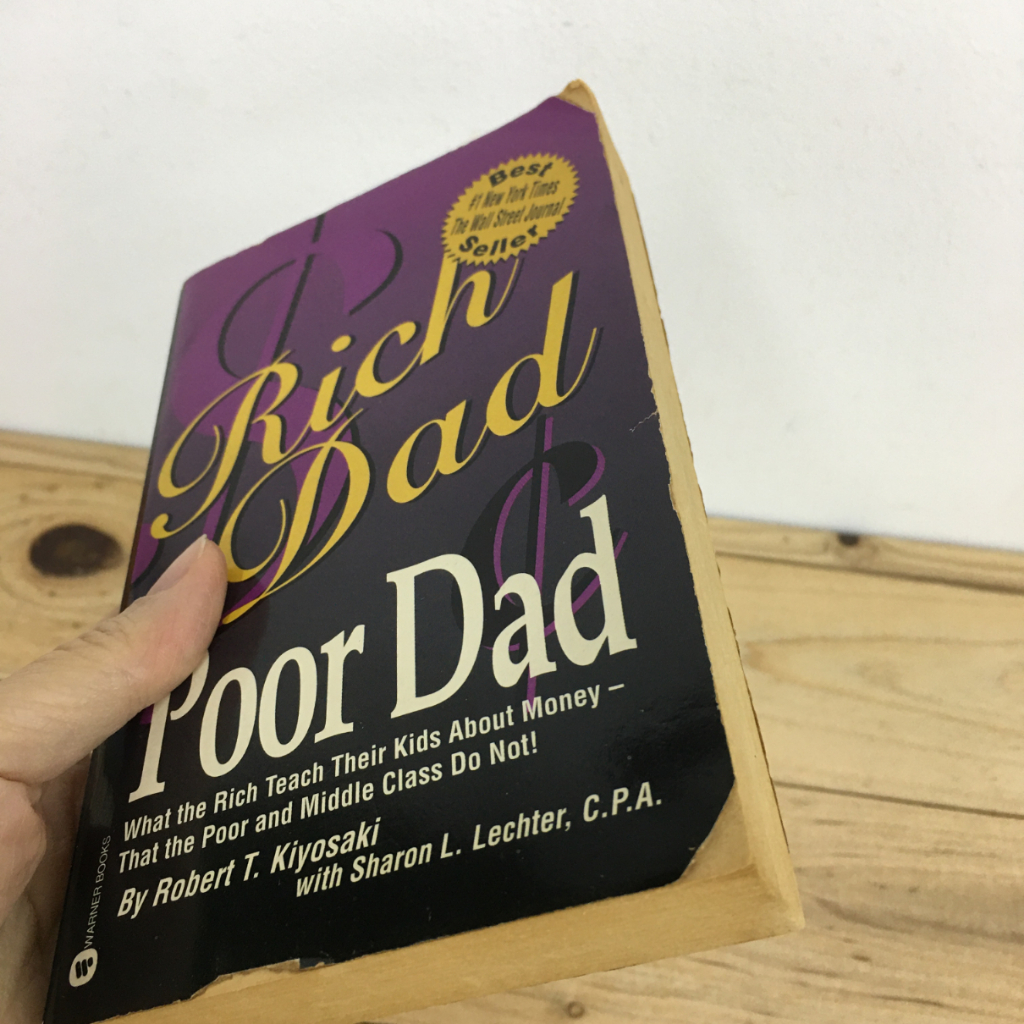 Best
#1 New York Times
The Wall Street Journal
Seller
Rich
Dad
Poor Dad
What the Rich Teach Their Kids About Money –
That the Poor and Middle Class Do Not!
By Robert T. Kiyosaki
with Sharon L. Lechter, C.P.A.
WARNER BOOKS